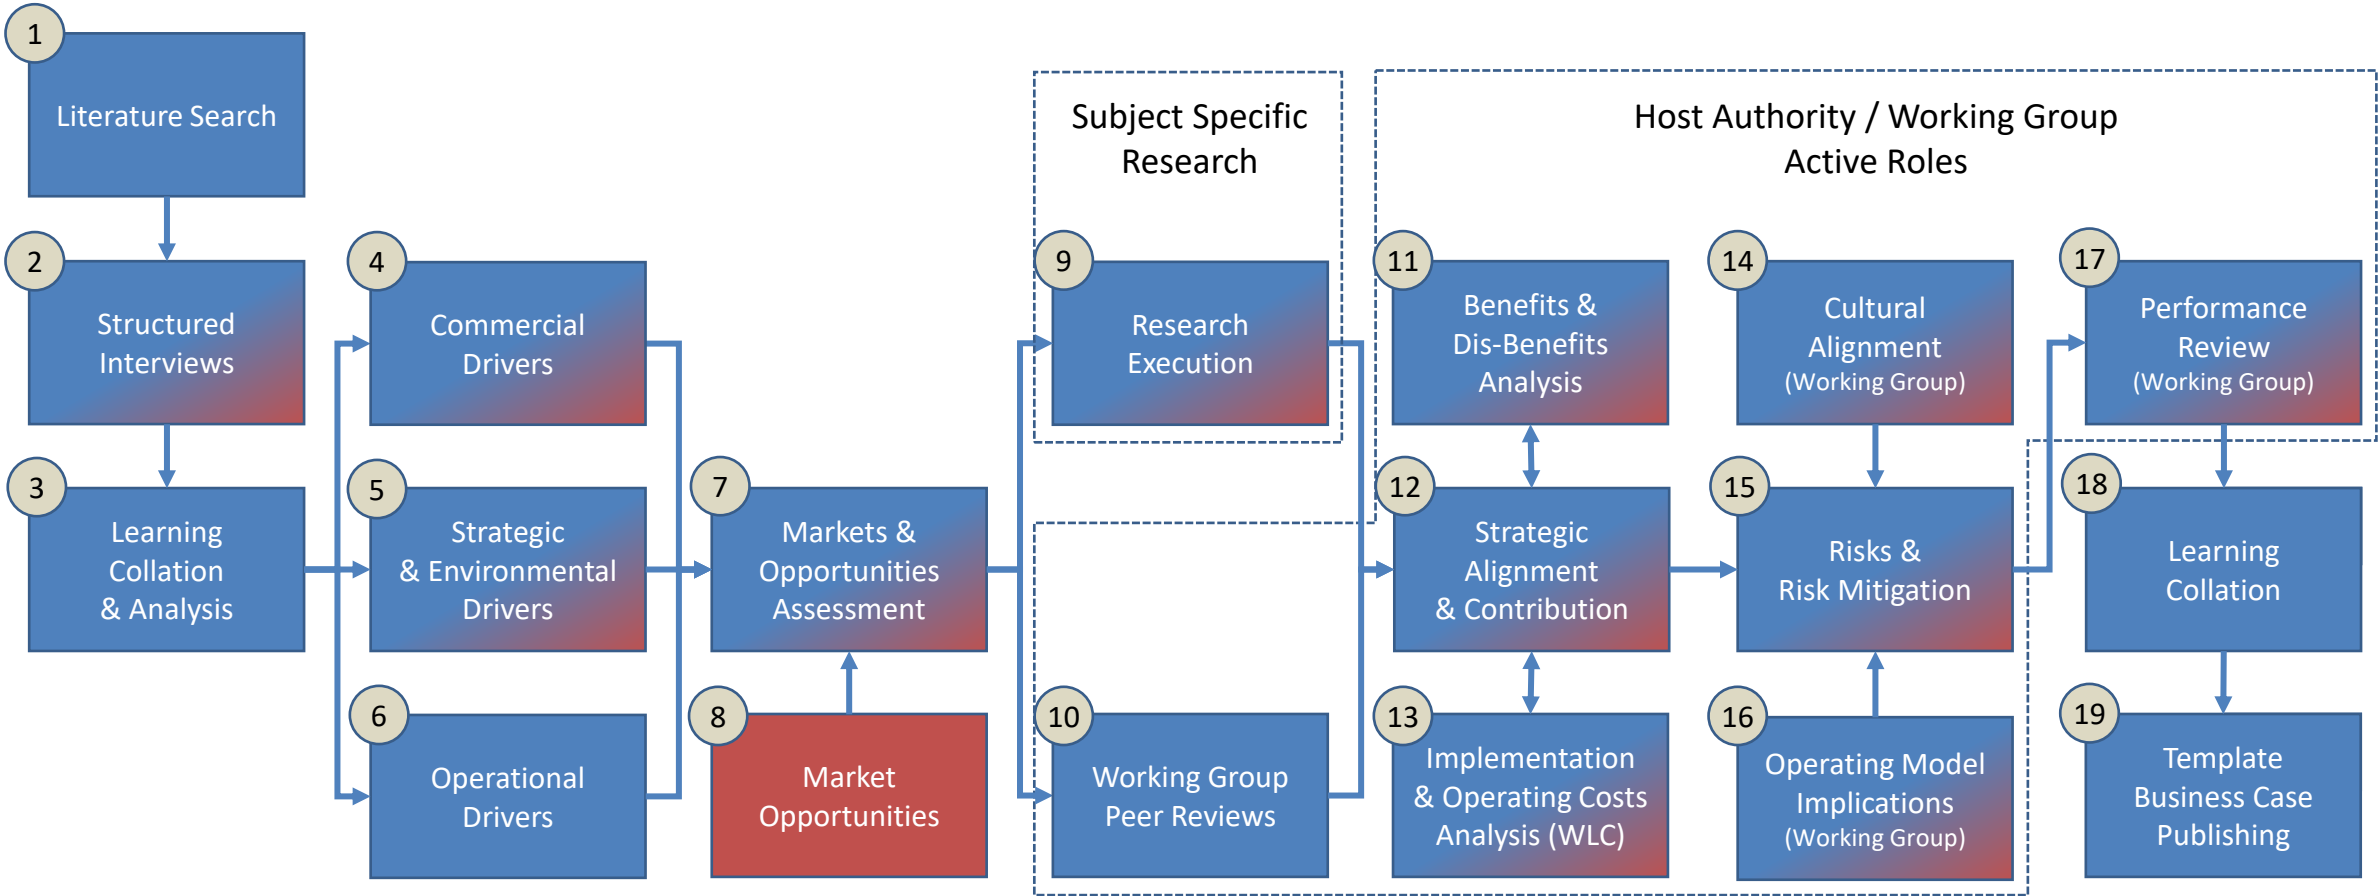 1
Literature Search
2
Structured
Interviews
3
Learning
Collation
& Analysis
4
Commercial
Drivers
5
Strategic
& Environmental
Drivers
6
Operational
Drivers
7
Markets &
Opportunities
Assessment
8
Market
Opportunities
Subject Specific
Research
9
Research
Execution
10
Working Group
Peer Reviews
Host Authority / Working Group
Active Roles
11
Benefits &
Dis-Benefits
Analysis
12
Strategic
Alignment
& Contribution
13
Implementation
& Operating Costs
Analysis (WLC)
14
Cultural
Alignment
(Working Group)
15
Risks &
Risk Mitigation
16
Operating Model
Implications
(Working Group)
17
Performance
Review
(Working Group)
18
Learning
Collation
19
Template
Business Case
Publishing